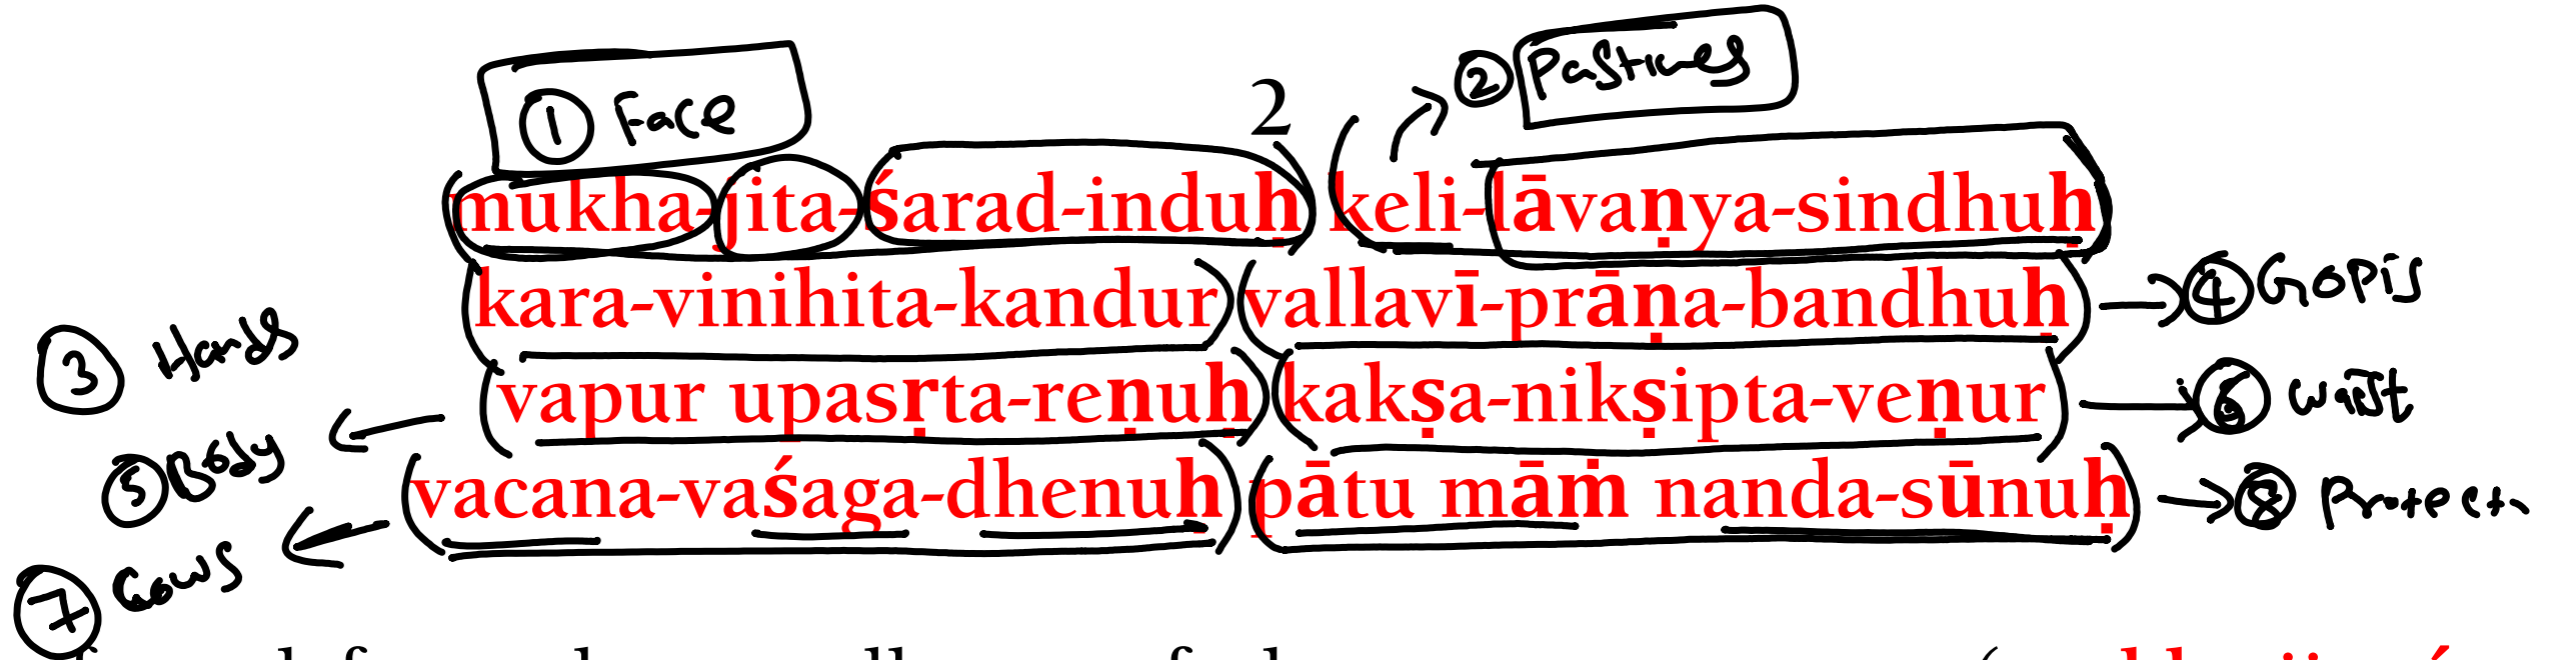 ① Face
② Pastimes
2
mukha-jita-śarad-induḥ keli-lāvaṇya-sindhuḥ
kara-vinihita-kandur vallavī-prāṇa-bandhuḥ
④ Gopis
③ Hands
vapur upasṛta-reṇuḥ kakṣa-nikṣipta-veṇur
⑥ Waist
⑤ Body
vacana-vaśaga-dhenuḥ pātu māṁ nanda-sūnuḥ
⑧ Protect
⑦ Cows